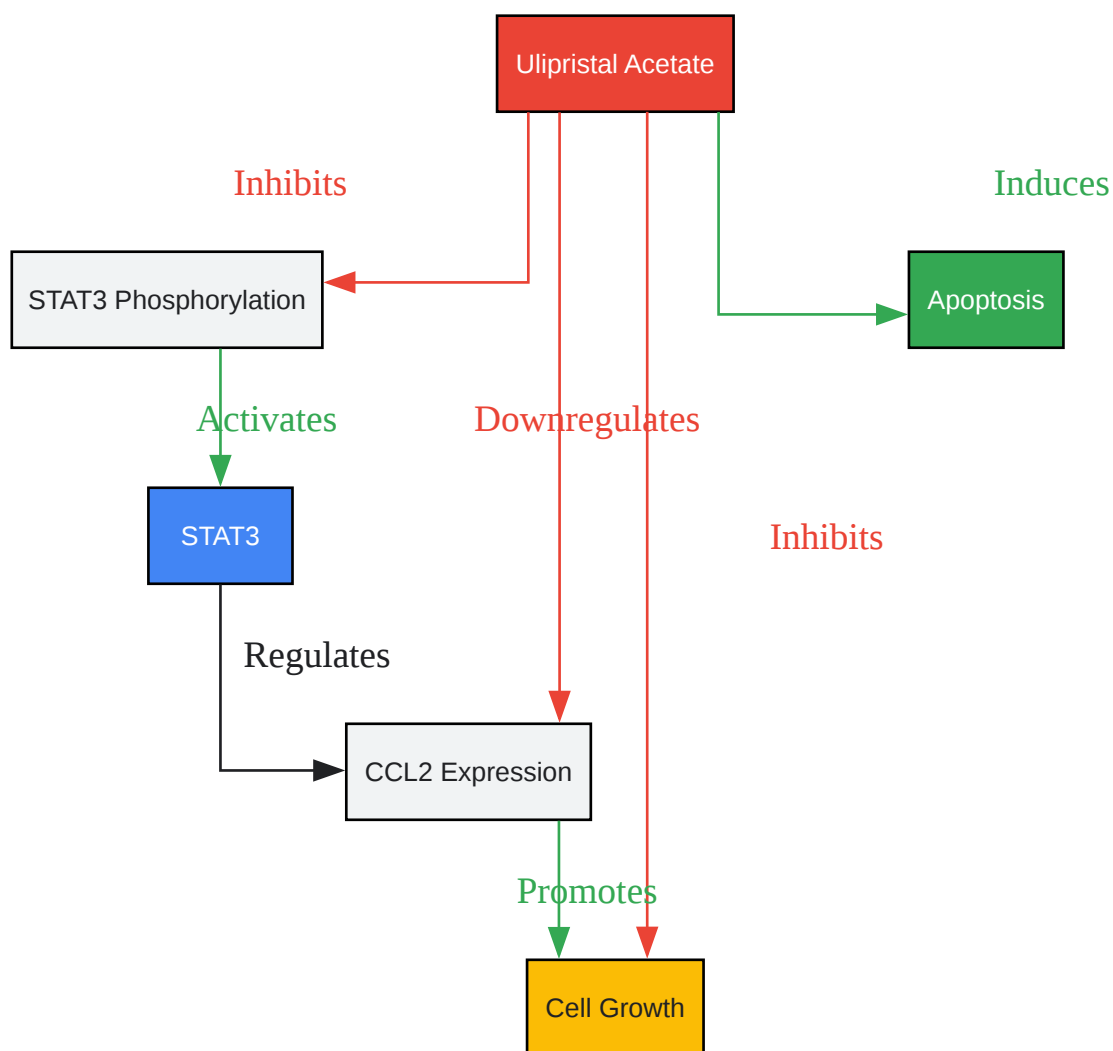 Ulipristal Acetate
Inhibits
Induces
STAT3 Phosphorylation
Apoptosis
Activates
Downregulates
STAT3
Inhibits
Regulates
CCL2 Expression
Promotes
Cell Growth